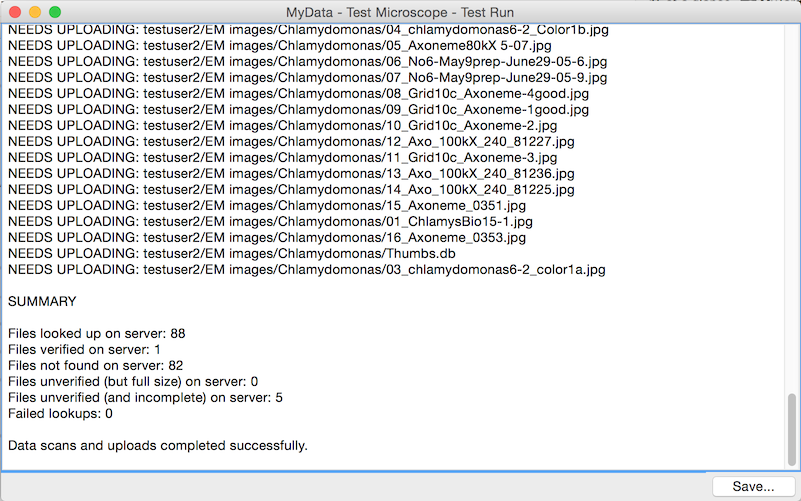 MyData - Test Microscope - Test Run
NEEDS UPLOADING: testuser2/EM images/Chlamydomonas/04_chlamydomonas6-2_Color1b.jpg
NEEDS UPLOADING: testuser2/EM images/Chlamydomonas/05_Axoneme80kX 5-07.jpg
NEEDS UPLOADING: testuser2/EM images/Chlamydomonas/06_No6-May9prep-June29-05-6.jpg
NEEDS UPLOADING: testuser2/EM images/Chlamydomonas/07_No6-May9prep-June29-05-9.jpg
NEEDS UPLOADING: testuser2/EM images/Chlamydomonas/08_Grid10c_Axoneme-4good.jpg
NEEDS UPLOADING: testuser2/EM images/Chlamydomonas/09_Grid10c_Axoneme-1good.jpg
NEEDS UPLOADING: testuser2/EM images/Chlamydomonas/10_Grid10c_Axoneme-2.jpg
NEEDS UPLOADING: testuser2/EM images/Chlamydomonas/12_Axo_100kX_240_81227.jpg
NEEDS UPLOADING: testuser2/EM images/Chlamydomonas/11_Grid10c_Axoneme-3.jpg
NEEDS UPLOADING: testuser2/EM images/Chlamydomonas/13_Axo_100kX_240_81236.jpg
NEEDS UPLOADING: testuser2/EM images/Chlamydomonas/14_Axo_100kX_240_81225.jpg
NEEDS UPLOADING: testuser2/EM images/Chlamydomonas/15_Axoneme_0351.jpg
NEEDS UPLOADING: testuser2/EM images/Chlamydomonas/01_ChlamysBio15-1.jpg
NEEDS UPLOADING: testuser2/EM images/Chlamydomonas/16_Axoneme_0353.jpg
NEEDS UPLOADING: testuser2/EM images/Chlamydomonas/Thumbs.db
NEEDS UPLOADING: testuser2/EM images/Chlamydomonas/03_chlamydomonas6-2_color1a.jpg
SUMMARY
Files looked up on server: 88
Files verified on server: 1
Files not found on server: 82
Files unverified (but full size) on server: 0
Files unverified (and incomplete) on server: 5
Failed lookups: 0
Data scans and uploads completed successfully.
Save...